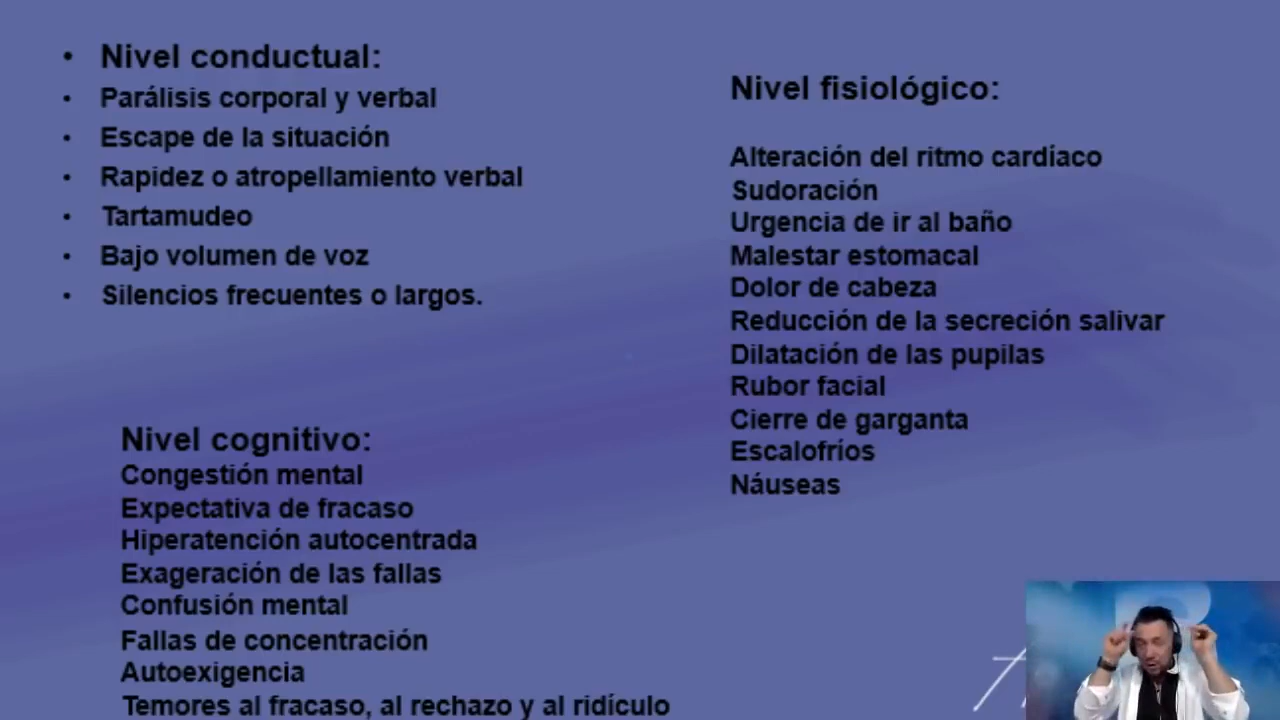 • Nivel conductual:
• Parálisis corporal y verbal
• Escape de la situación
• Rapidez o atropellamiento verbal
• Tartamudeo
• Bajo volumen de voz
• Silencios frecuentes o largos.
Nivel cognitivo:
Congestión mental
Expectativa de fracaso
Hiperatención autocentrada
Exageración de las fallas
Confusión mental
Fallas de concentración
Autoexigencia
Temores al fracaso, al rechazo y al ridículo
Nivel fisiológico:
Alteración del ritmo cardíaco
Sudoración
Urgencia de ir al baño
Malestar estomacal
Dolor de cabeza
Reducción de la secreción salivar
Dilatación de las pupilas
Rubor facial
Cierre de garganta
Escalofríos
Náuseas